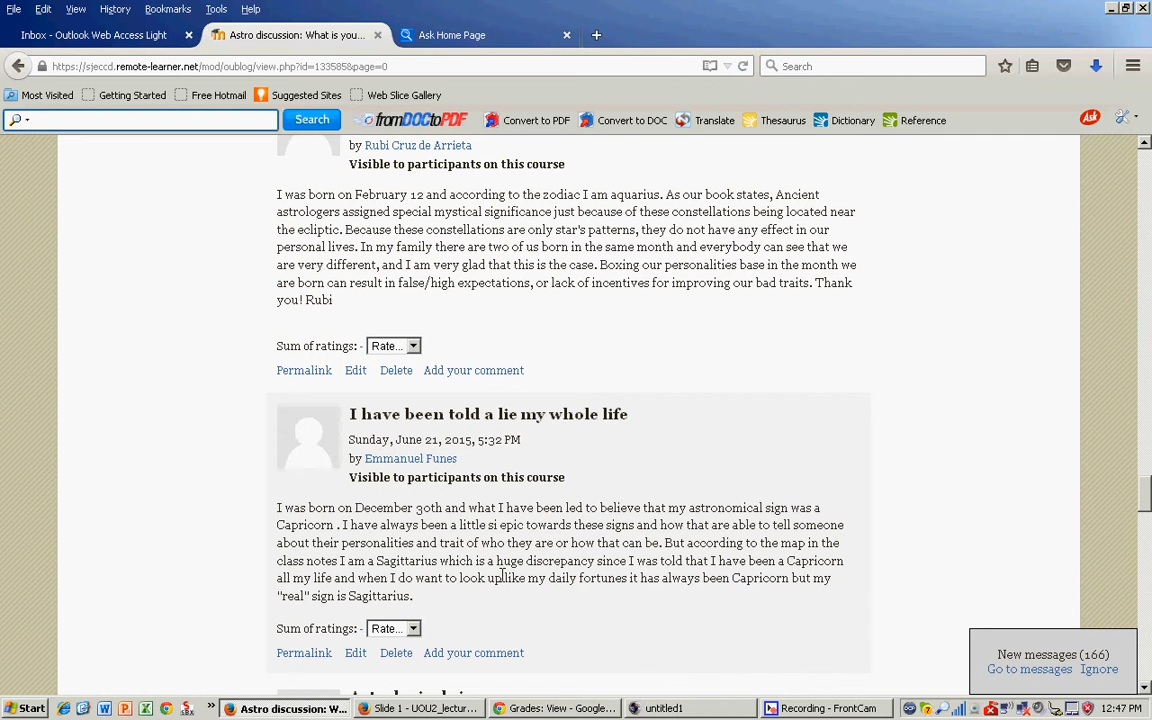 File Edit View History Bookmarks Tools Help
Inbox - Outlook Web Access Light × Astro discussion: What is you... × Ask Home Page × +
https://sjeccd.remote-learner.net/mod/oublog/view.php?id=133585&page=0 Search
Most Visited Getting Started Free Hotmail Suggested Sites Web Slice Gallery
Search fromDOCtoPDF Convert to PDF Convert to DOC Translate Thesaurus Dictionary Reference Ask
by Rubi Cruz de Arrieta
Visible to participants on this course
I was born on February 12 and according to the zodiac I am aquarius. As our book states, Ancient
astrologers assigned special mystical significance just because of these constellations being located near
the ecliptic. Because these constellations are only star's patterns, they do not have any effect in our
personal lives. In my family there are two of us born in the same month and everybody can see that we
are very different, and I am very glad that this is the case. Boxing our personalities base in the month we
are born can result in false/high expectations, or lack of incentives for improving our bad traits. Thank
you! Rubi
Sum of ratings: - Rate...
Permalink Edit Delete Add your comment
I have been told a lie my whole life
Sunday, June 21, 2015, 5:32 PM
by Emmanuel Funes
Visible to participants on this course
I was born on December 30th and what I have been led to believe that my astronomical sign was a
Capricorn . I have always been a little si epic towards these signs and how that are able to tell someone
about their personalities and trait of who they are or how that can be. But according to the map in the
class notes I am a Sagittarius which is a huge discrepancy since I was told that I have been a Capricorn
all my life and when I do want to look up like my daily fortunes it has always been Capricorn but my
"real" sign is Sagittarius.
Sum of ratings: - Rate...
Permalink Edit Delete Add your comment
New messages (166)
Go to messages Ignore
Start Astro discussion: W... Slide 1 - UOU2_lectur... Grades: View - Google... untitled1 Recording - FrontCam 12:47 PM